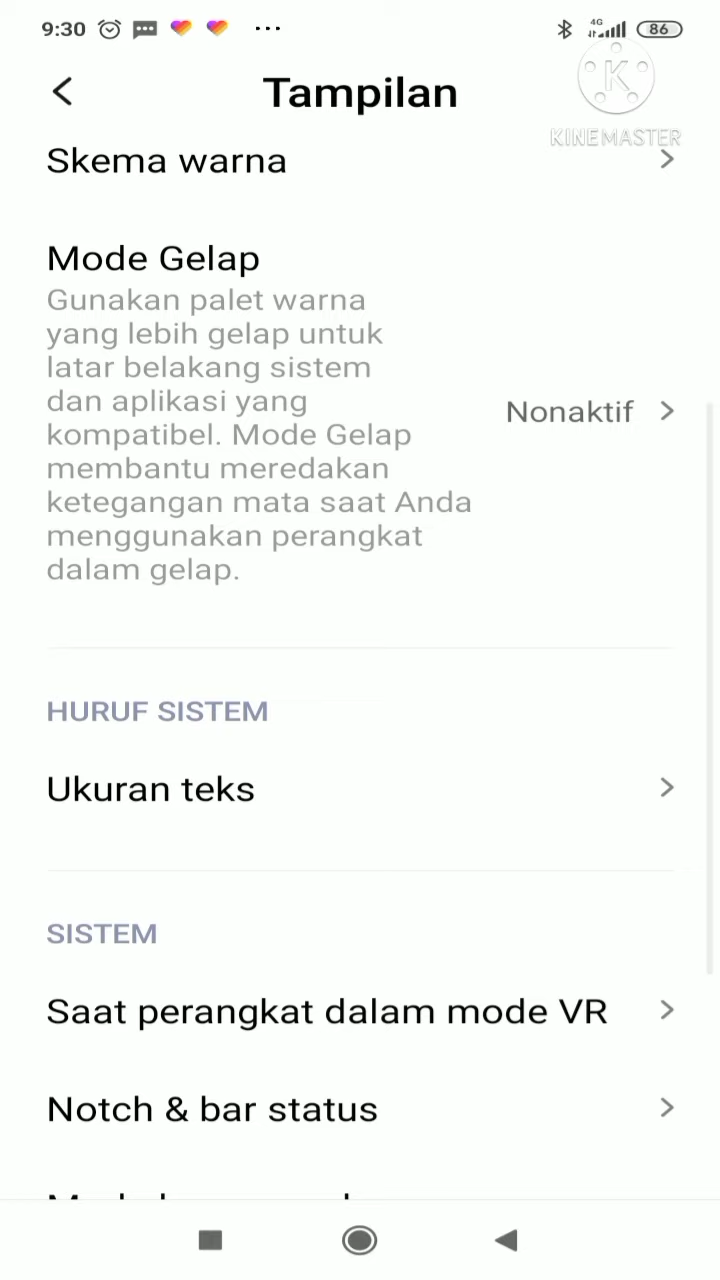 9:30 4G 86
Tampilan
K
KINEMASTER
Skema warna
Mode Gelap
Gunakan palet warna
yang lebih gelap untuk
latar belakang sistem
dan aplikasi yang
kompatibel. Mode Gelap
membantu meredakan
ketegangan mata saat Anda
menggunakan perangkat
dalam gelap.
Nonaktif
HURUF SISTEM
Ukuran teks
SISTEM
Saat perangkat dalam mode VR
Notch & bar status